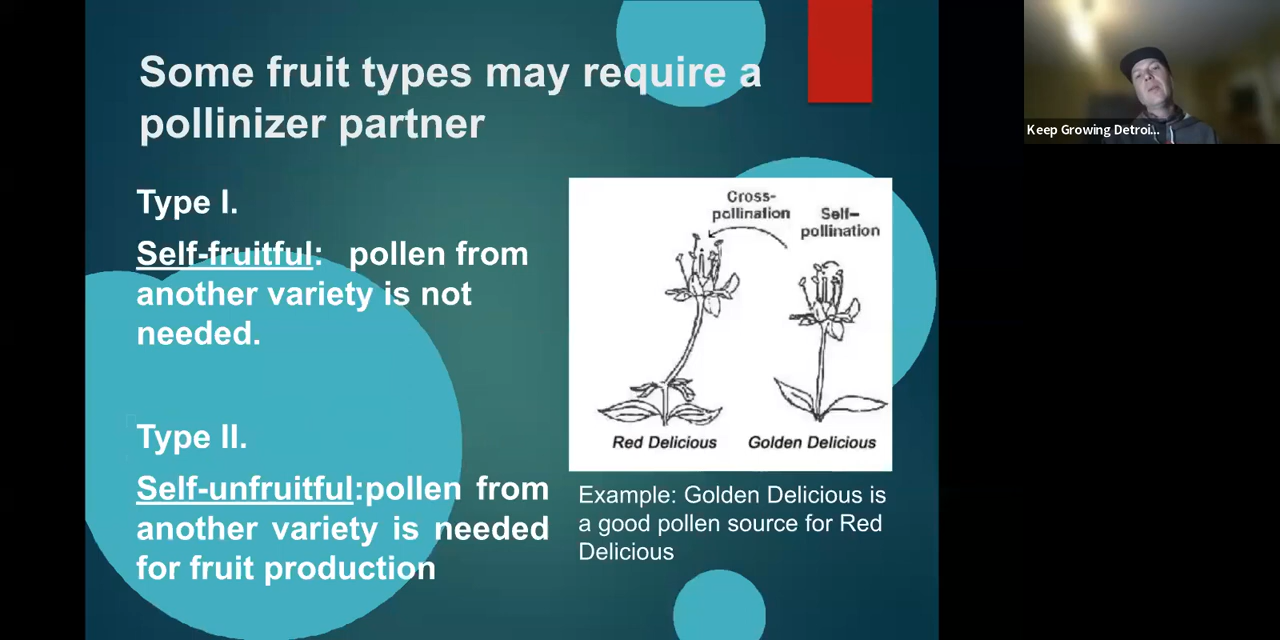 Some fruit types may require a
pollinizer partner
Type I.
Self-fruitful: pollen from
another variety is not
needed.
Type II.
Self-unfruitful:pollen from
another variety is needed
for fruit production
Cross-
pollination
Self-
pollination
Red Delicious
Golden Delicious
Example: Golden Delicious is
a good pollen source for Red
Delicious
Keep Growing Detroi...